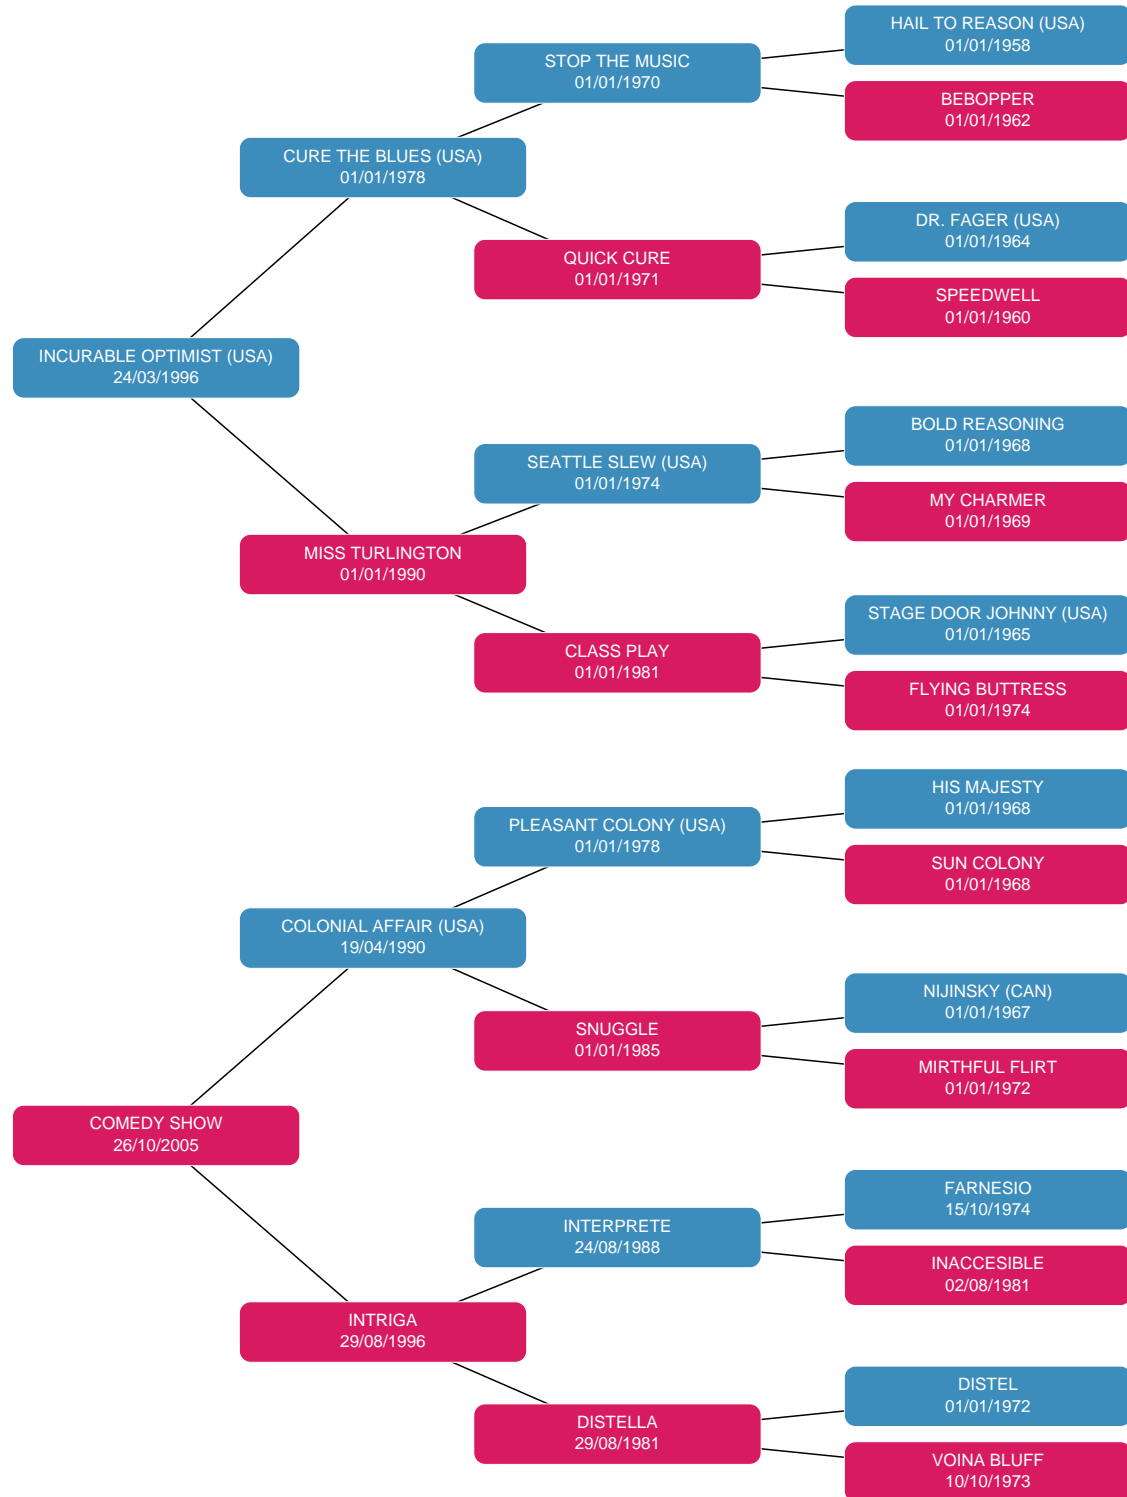 HAIL TO REASON (USA)
01/01/1958
STOP THE MUSIC
01/01/1970
BEBOPPER
01/01/1962
CURE THE BLUES (USA)
01/01/1978
DR. FAGER (USA)
01/01/1964
QUICK CURE
01/01/1971
SPEEDWELL
01/01/1960
INCURABLE OPTIMIST (USA)
24/03/1996
BOLD REASONING
01/01/1968
SEATTLE SLEW (USA)
01/01/1974
MY CHARMER
01/01/1969
MISS TURLINGTON
01/01/1990
STAGE DOOR JOHNNY (USA)
01/01/1965
CLASS PLAY
01/01/1981
FLYING BUTTRESS
01/01/1974
HIS MAJESTY
01/01/1968
PLEASANT COLONY (USA)
01/01/1978
SUN COLONY
01/01/1968
COLONIAL AFFAIR (USA)
19/04/1990
NIJINSKY (CAN)
01/01/1967
SNUGGLE
01/01/1985
MIRTHFUL FLIRT
01/01/1972
COMEDY SHOW
26/10/2005
FARNESIO
15/10/1974
INTERPRETE
24/08/1988
INACCESIBLE
02/08/1981
INTRIGA
29/08/1996
DISTEL
01/01/1972
DISTELLA
29/08/1981
VOINA BLUFF
10/10/1973